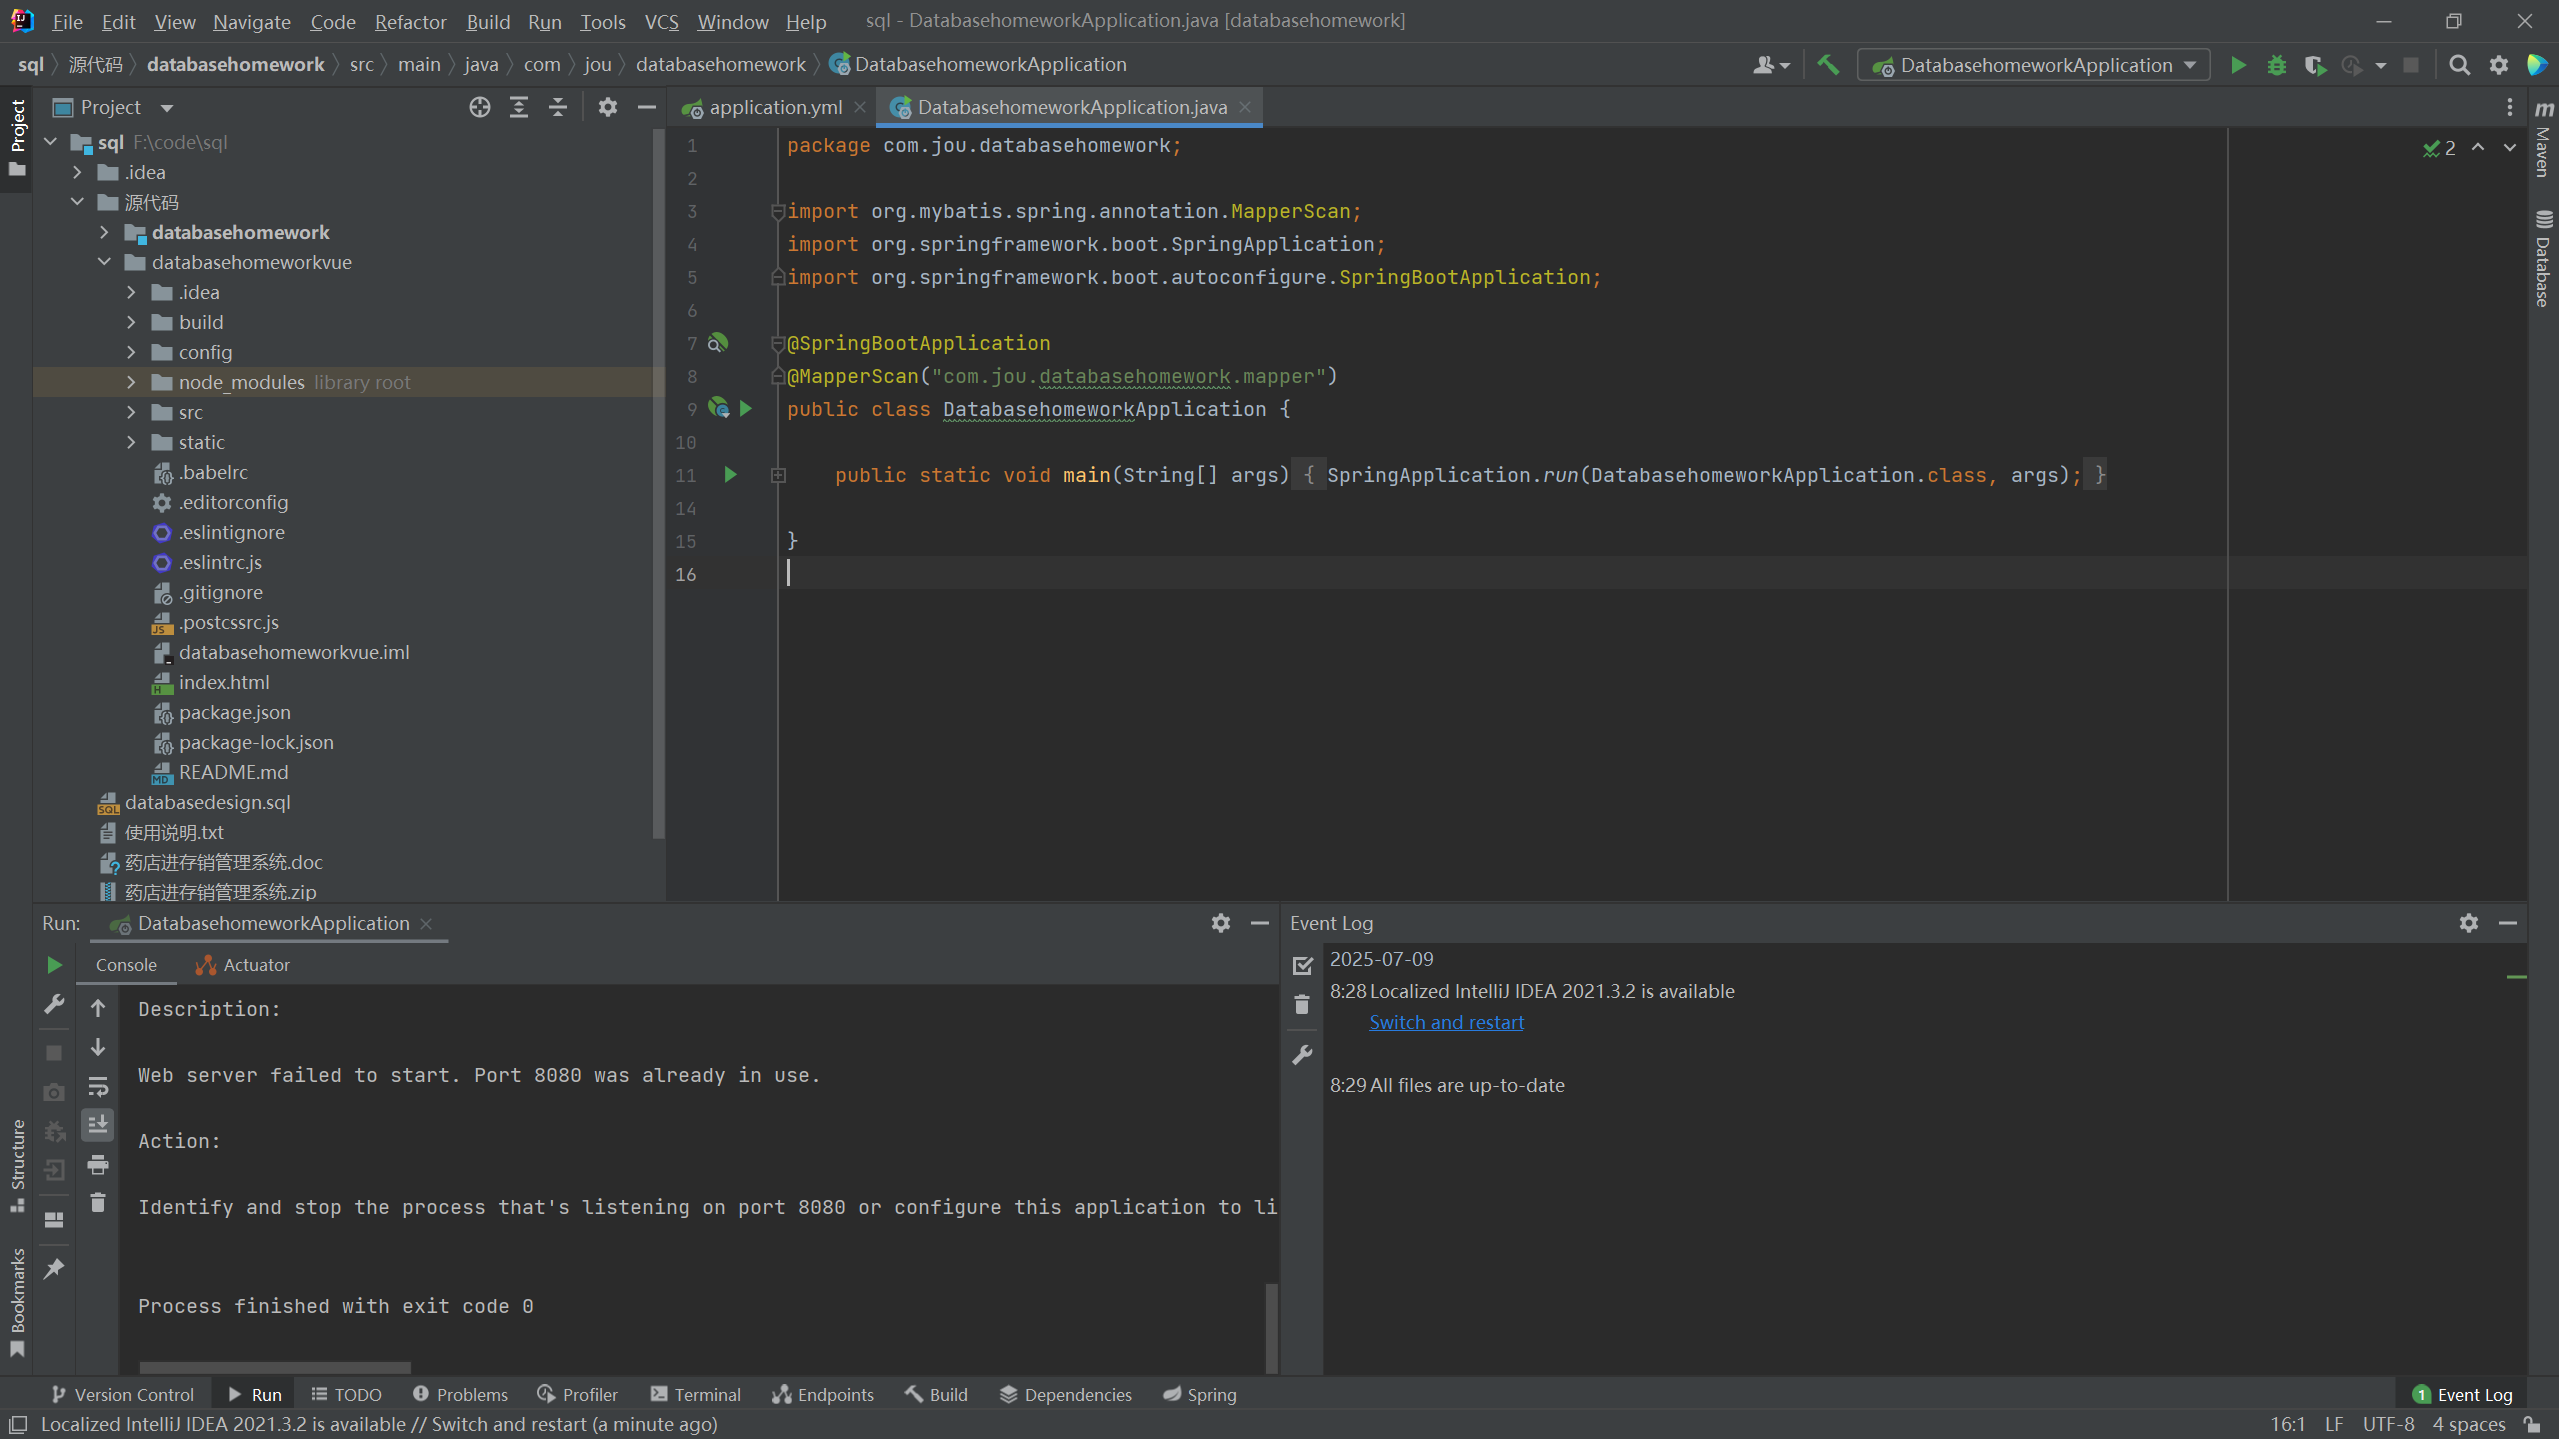 File Edit View Navigate Code Refactor Build Run Tools VCS Window Help sql - DatabasehomeworkApplication.java [databasehomework]
sql 源代码 databasehomework src main java com jou databasehomework DatabasehomeworkApplication
DatabasehomeworkApplication
Project
application.yml
DatabasehomeworkApplication.java
Project
sql F:\code\sql
.idea
源代码
databasehomework
databasehomeworkvue
.idea
build
config
node_modules library root
src
static
.babelrc
.editorconfig
.eslintignore
.eslintrc.js
.gitignore
.postcssrc.js
databasehomeworkvue.iml
index.html
package.json
package-lock.json
README.md
databasedesign.sql
使用说明.txt
药店进存销管理系统.doc
药店进存销管理系统.zip
1 package com.jou.databasehomework;
2
3 import org.mybatis.spring.annotation.MapperScan;
4 import org.springframework.boot.SpringApplication;
5 import org.springframework.boot.autoconfigure.SpringBootApplication;
6
7 @SpringBootApplication
8 @MapperScan("com.jou.databasehomework.mapper")
9 public class DatabasehomeworkApplication {
10
11 public static void main(String[] args) { SpringApplication.run(DatabasehomeworkApplication.class, args); }
14
15 }
16
2
Maven
Database
Structure
Bookmarks
Run: DatabasehomeworkApplication
Console Actuator
Description:
Web server failed to start. Port 8080 was already in use.
Action:
Identify and stop the process that's listening on port 8080 or configure this application to li
Process finished with exit code 0
Event Log
2025-07-09
8:28 Localized IntelliJ IDEA 2021.3.2 is available
Switch and restart
8:29 All files are up-to-date
Version Control Run TODO Problems Profiler Terminal Endpoints Build Dependencies Spring
1 Event Log
Localized IntelliJ IDEA 2021.3.2 is available // Switch and restart (a minute ago)
16:1 LF UTF-8 4 spaces